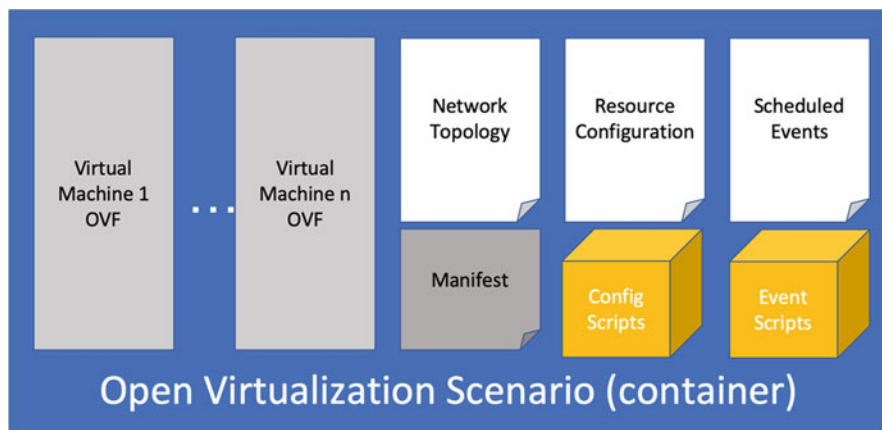 Virtual
Machine 1
OVF
...
Virtual
Machine n
OVF
Network
Topology
Resource
Configuration
Scheduled
Events
Manifest
Config
Scripts
Event
Scripts
Open Virtualization Scenario (container)